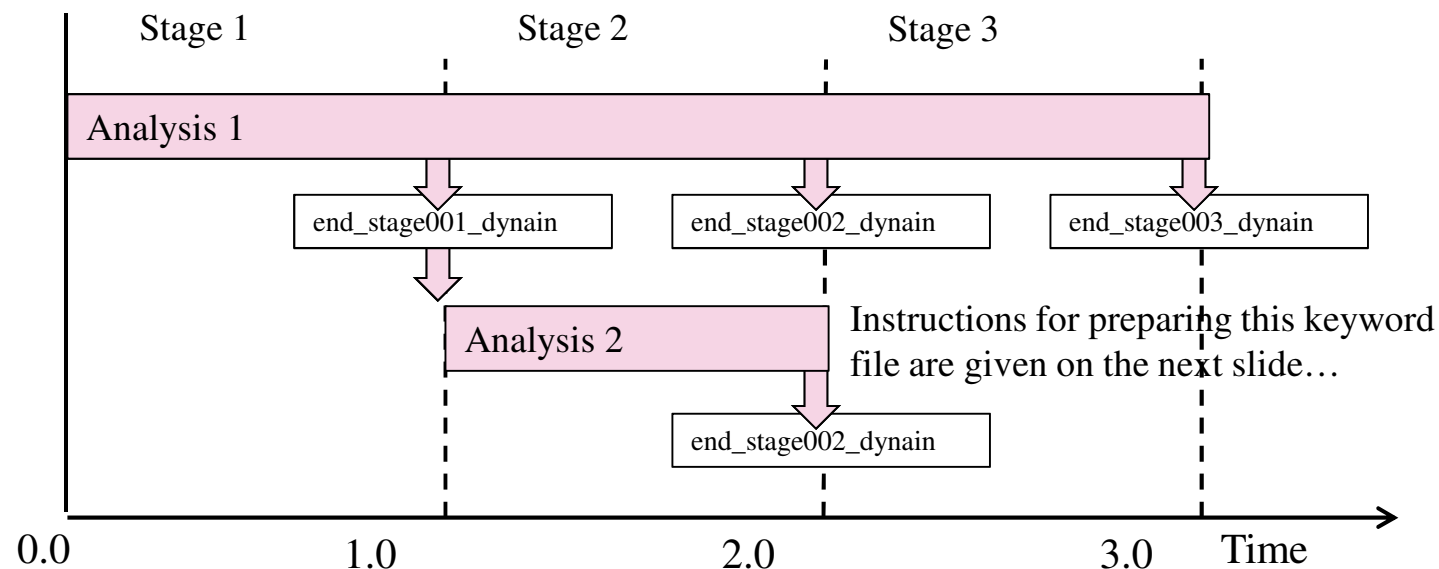 Stage 1
Stage 2
Stage 3
Analysis 1
end_stage001_dynain
end_stage002_dynain
end_stage003_dynain
Analysis 2
Instructions for preparing this keyword
file are given on the next slide…
end_stage002_dynain
0.0
1.0
2.0
3.0
Time